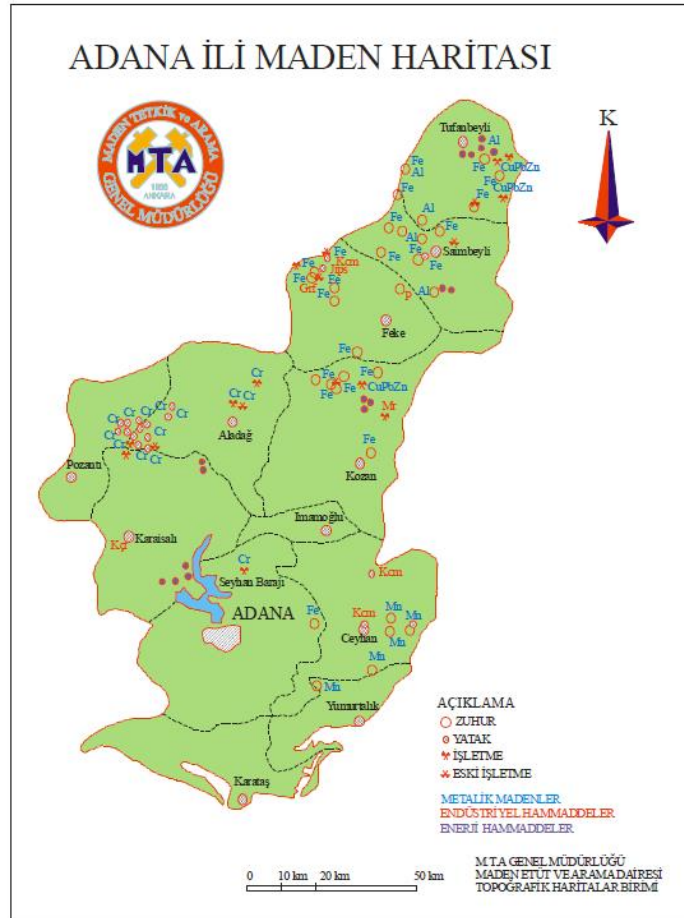 ADANA İLİ MADEN HARİTASI
MADEN TETKİK ve ARAMA
MTA
1935
ANKARA
GENEL MÜDÜRLÜĞÜ
K
Tufanbeyli
Al
Fe
Al
Fe
CuPbZn
Fe
CuPbZn
Fe
Fe
Fe
Al
Al
Fe
Saimbeyli
Fe
Fe
Fe
Fe
Kcm
Jips
Fe
Fe
Grf
Fe
P
Al
Feke
Fe
Fe
Fe
Fe
CuPbZn
Mr
Cr
Cr
Cr
Aladağ
Cr
Cr
Cr
Cr
Cr
Cr
Cr
Cr
Cr
Fe
Kozan
Pozantı
İmamoğlu
Karaisalı
Kçt
Cr
Seyhan Barajı
Kcm
ADANA
Fe
Kcm
Mn
Mn
Ceyhan
Mn
Mn
Mn
Yumurtalık
Karataş
AÇIKLAMA
ZUHUR
YATAK
İŞLETME
ESKİ İŞLETME
METALİK MADENLER
ENDÜSTRİYEL HAMMADDELER
ENERJİ HAMMADDELER
0 10 km 20 km 50 km
M.T.A GENEL MÜDÜRLÜĞÜ
MADEN ETÜT VE ARAMA DAİRESİ
TOPOGRAFİK HARİTALAR BİRİMİ